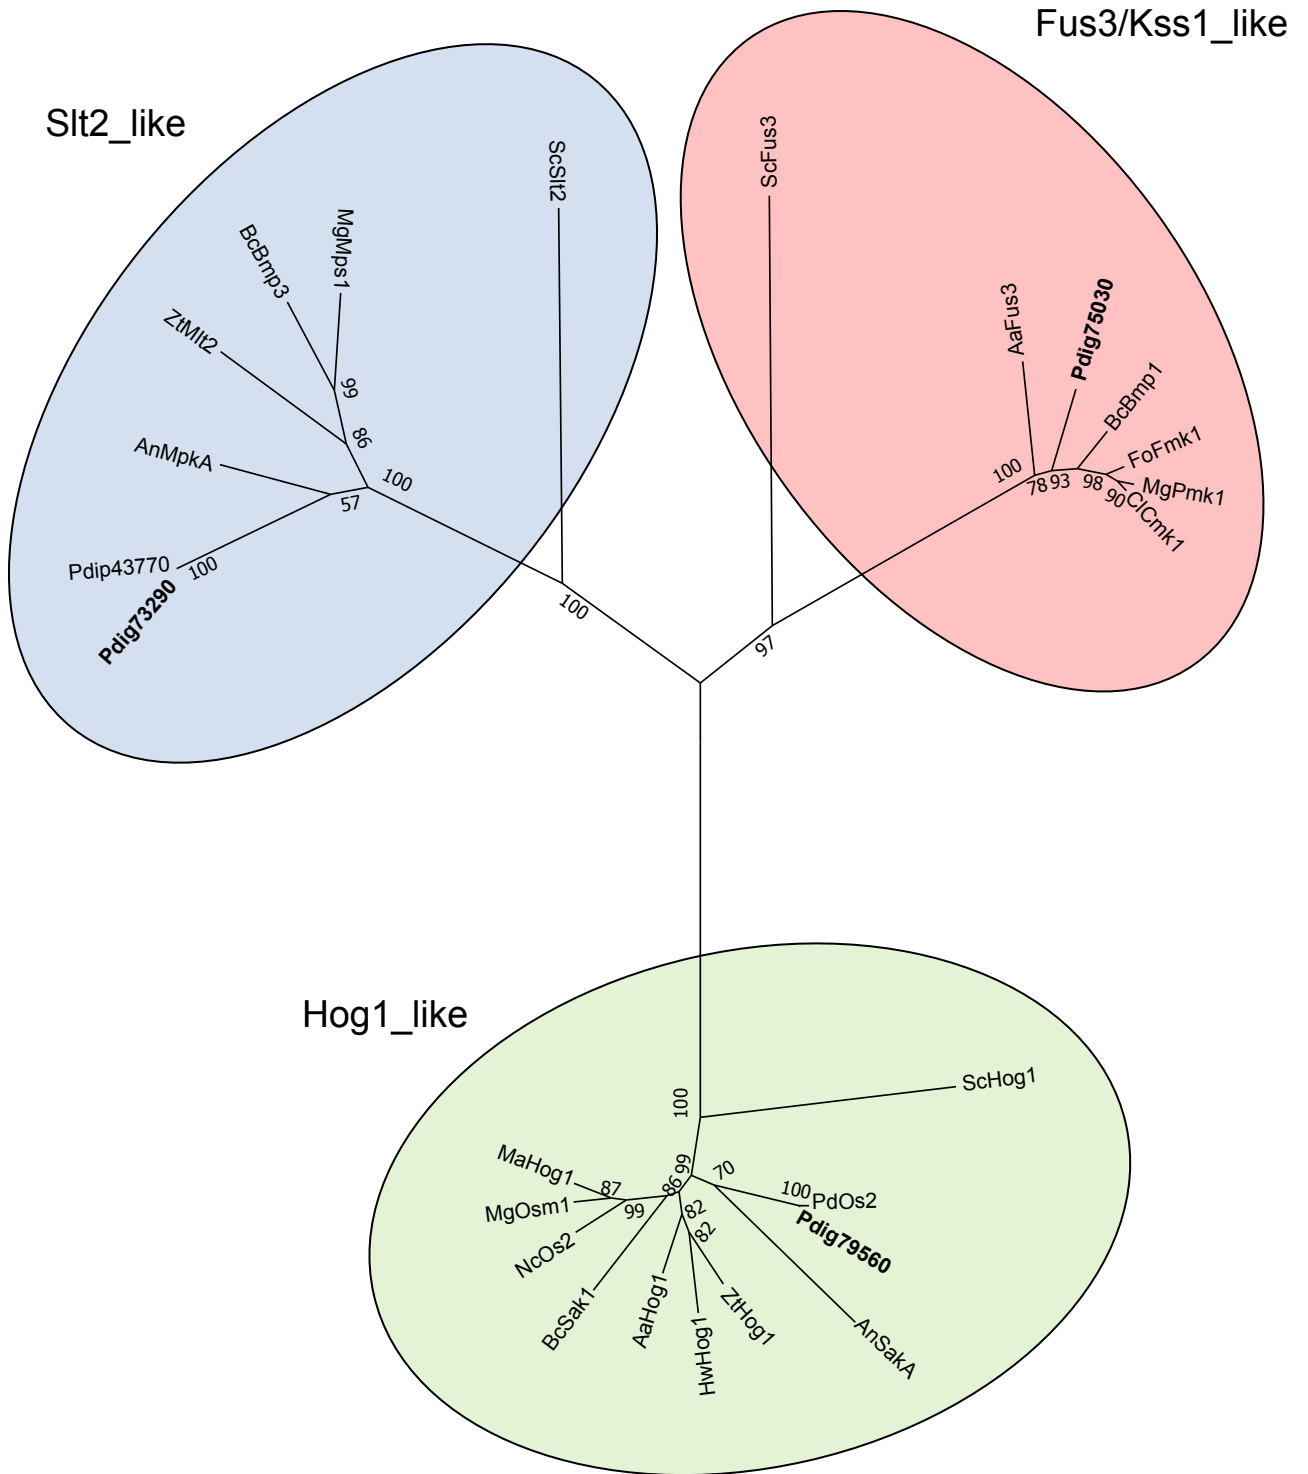 Fus3/Kss1_like
Slt2_like
ScSlt2
ScFus3
MgMps1
BcBmp3
ZtMlt2
99
86
AnMpkA
100
57
Pdip43770
100
Pdig73290
100
AaFus3
Pdig75030
BcBmp1
FoFmk1
MgPmk1
ClCmk1
100
78
93
98
90
97
Hog1_like
100
ScHog1
99
70
86
MaHog1
87
MgOsm1
99
NcOs2
BcSak1
82
82
AaHog1
HwHog1
ZtHog1
100
PdOs2
Pdig79560
AnSakA